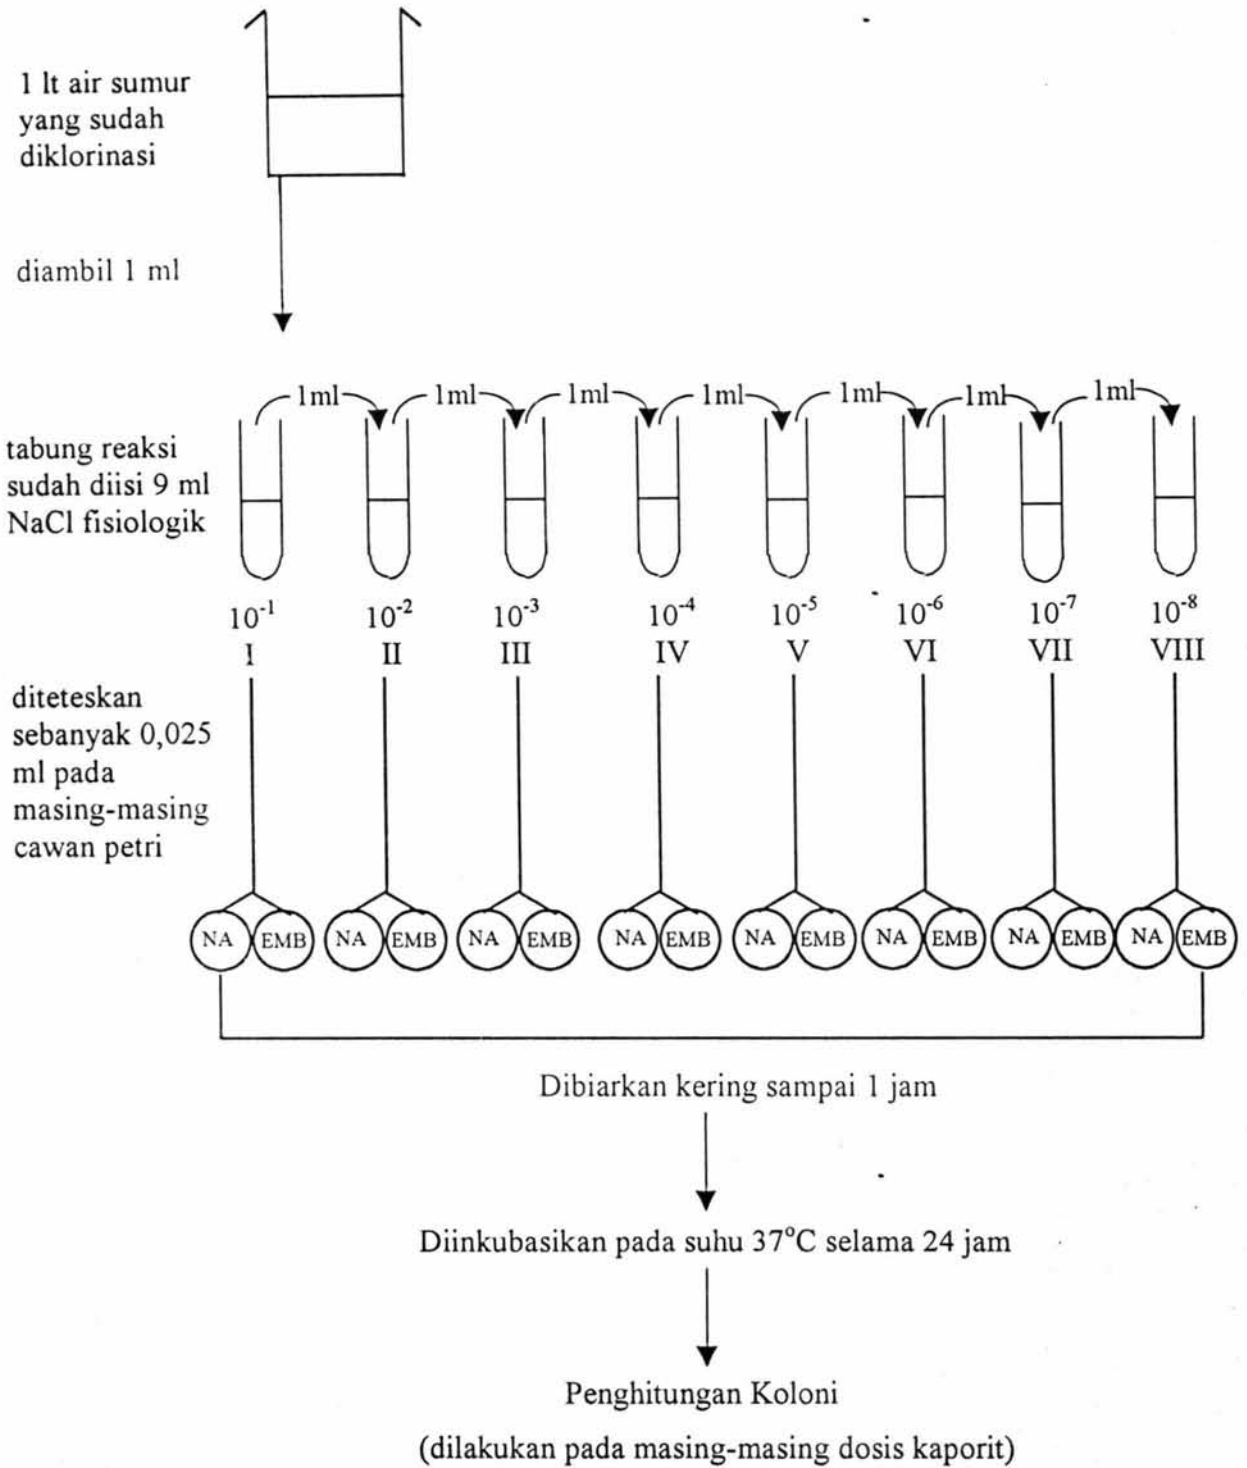 1 lt air sumur
yang sudah
diklorinasi
diambil 1 ml
1ml 1ml 1ml 1ml 1ml 1ml 1ml
tabung reaksi
sudah diisi 9 ml
NaCl fisiologik
10⁻¹ 10⁻² 10⁻³ 10⁻⁴ 10⁻⁵ 10⁻⁶ 10⁻⁷ 10⁻⁸
I II III IV V VI VII VIII
diteteskan
sebanyak 0,025
ml pada
masing-masing
cawan petri
NA EMB NA EMB NA EMB NA EMB NA EMB NA EMB NA EMB NA EMB
Dibiarkan kering sampai 1 jam
Diinkubasikan pada suhu 37°C selama 24 jam
Penghitungan Koloni
(dilakukan pada masing-masing dosis kaporit)